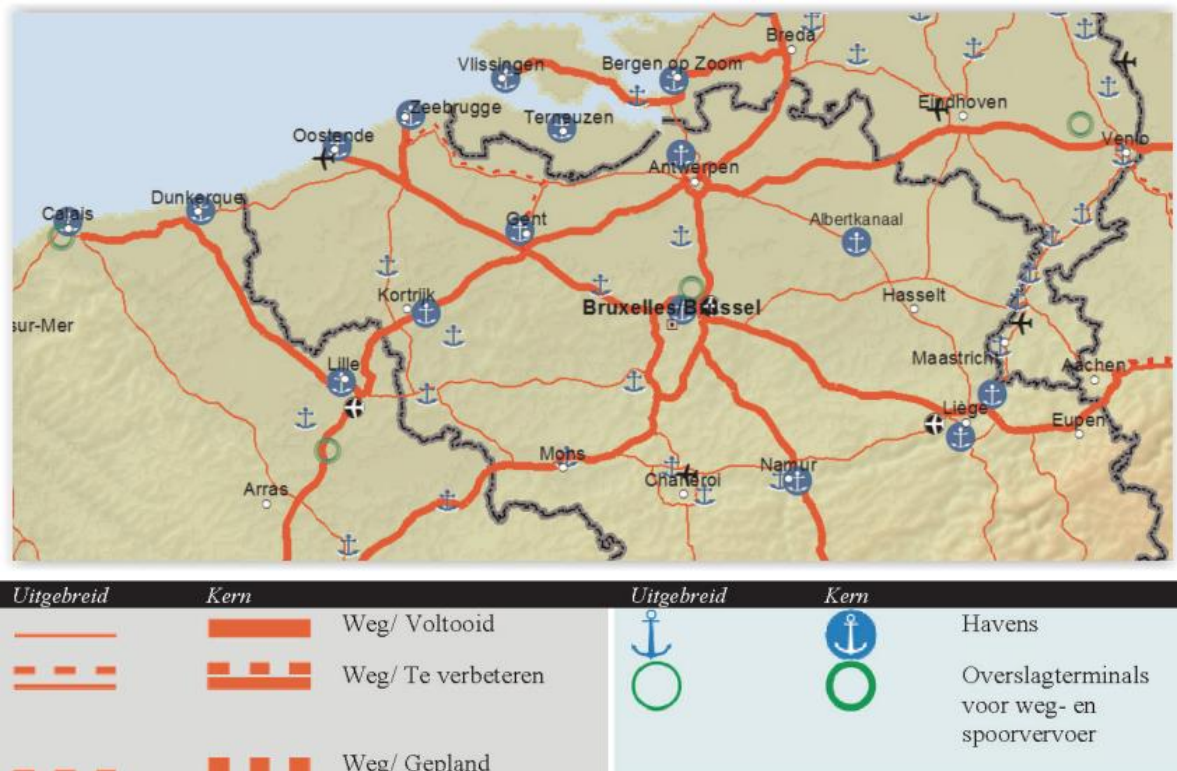 Breda
Vlissingen
Bergen op Zoom
Zeebrugge
Eindhoven
Terneuzen
Oostende
Venlo
Antwerpen
Dunkerque
Calais
Gent
Albertkanaal
Kortrijk
Hasselt
Bruxelles/Brussel
sur-Mer
Maastricht
Lille
Aachen
Liège
Eupen
Mons
Namur
Charleroi
Arras
Uitgebreid Kern
Weg/ Voltooid
Weg/ Te verbeteren
Weg/ Gepland
Uitgebreid Kern
Havens
Overslagterminals
voor weg- en
spoorvervoer